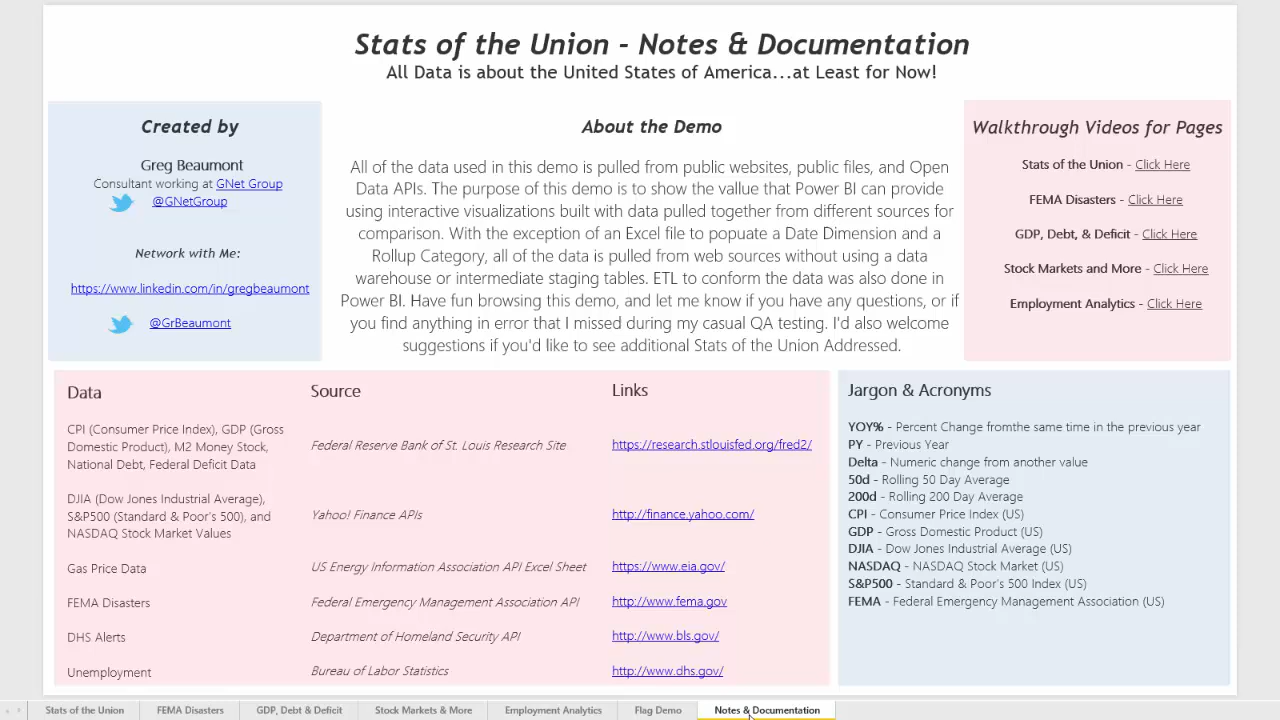 Stats of the Union - Notes & Documentation
All Data is about the United States of America...at Least for Now!
Created by
Greg Beaumont
Consultant working at GNet Group
@GNetGroup
Network with Me:
https://www.linkedin.com/in/gregbeaumont
@GrBeaumont
About the Demo
All of the data used in this demo is pulled from public websites, public files, and Open
Data APIs. The purpose of this demo is to show the vallue that Power BI can provide
using interactive visualizations built with data pulled together from different sources for
comparison. With the exception of an Excel file to popuate a Date Dimension and a
Rollup Category, all of the data is pulled from web sources without using a data
warehouse or intermediate staging tables. ETL to conform the data was also done in
Power BI. Have fun browsing this demo, and let me know if you have any questions, or if
you find anything in error that I missed during my casual QA testing. I'd also welcome
suggestions if you'd like to see additional Stats of the Union Addressed.
Walkthrough Videos for Pages
Stats of the Union - Click Here
FEMA Disasters - Click Here
GDP, Debt, & Deficit - Click Here
Stock Markets and More - Click Here
Employment Analytics - Click Here
Data Source Links
CPI (Consumer Price Index), GDP (Gross
Domestic Product), M2 Money Stock,
National Debt, Federal Deficit Data
Federal Reserve Bank of St. Louis Research Site
https://research.stlouisfed.org/fred2/
DJIA (Dow Jones Industrial Average),
S&P500 (Standard & Poor's 500), and
NASDAQ Stock Market Values
Yahoo! Finance APIs
http://finance.yahoo.com/
Gas Price Data US Energy Information Association API Excel Sheet https://www.eia.gov/
FEMA Disasters Federal Emergency Management Association API http://www.fema.gov
DHS Alerts Department of Homeland Security API http://www.bls.gov/
Unemployment Bureau of Labor Statistics http://www.dhs.gov/
Jargon & Acronyms
YOY% - Percent Change fromthe same time in the previous year
PY - Previous Year
Delta - Numeric change from another value
50d - Rolling 50 Day Average
200d - Rolling 200 Day Average
CPI - Consumer Price Index (US)
GDP - Gross Domestic Product (US)
DJIA - Dow Jones Industrial Average (US)
NASDAQ - NASDAQ Stock Market (US)
S&P500 - Standard & Poor's 500 Index (US)
FEMA - Federal Emergency Management Association (US)
Stats of the Union FEMA Disasters GDP, Debt & Deficit Stock Markets & More Employment Analytics Flag Demo Notes & Documentation